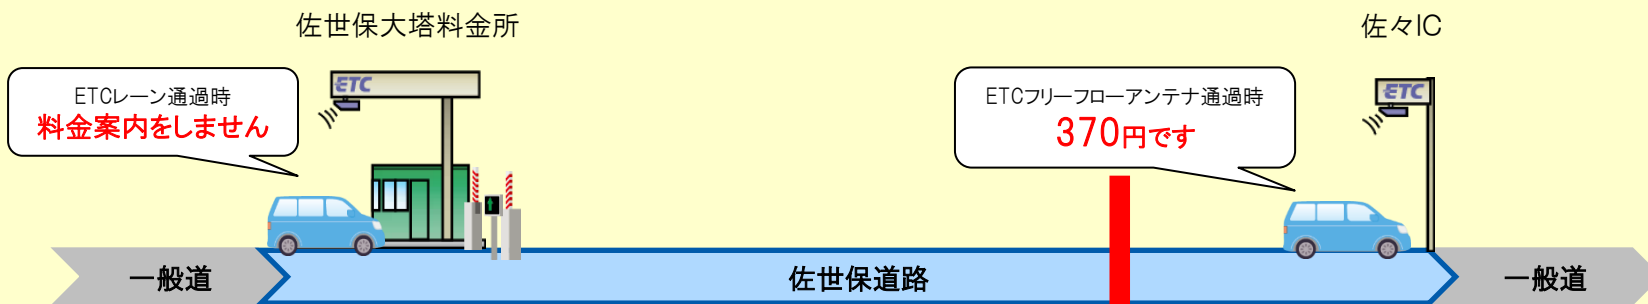 佐世保大塔料金所
佐々IC
ETCレーン通過時
料金案内をしません
ETC
ETCフリーフローアンテナ通過時
370円です
ETC
一般道
佐世保道路
一般道